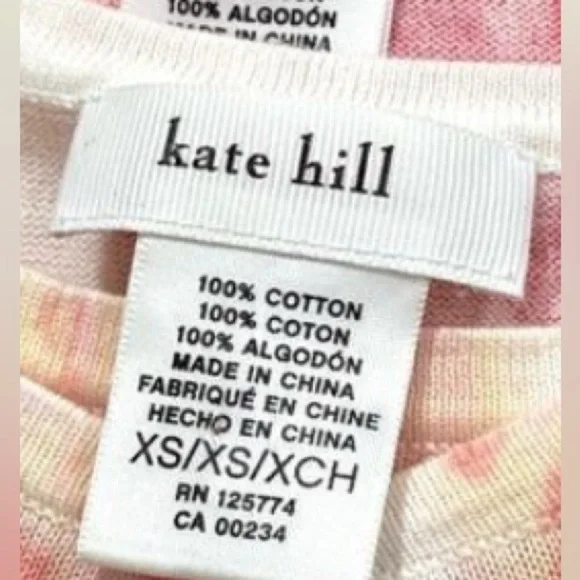 100% ALGODÓN
MADE IN CHINA
kate hill
100% COTTON
100% COTON
100% ALGODÓN
MADE IN CHINA
FABRIQUÉ EN CHINE
HECHO EN CHINA
XS/XS/XCH
RN 125774
CA 00234